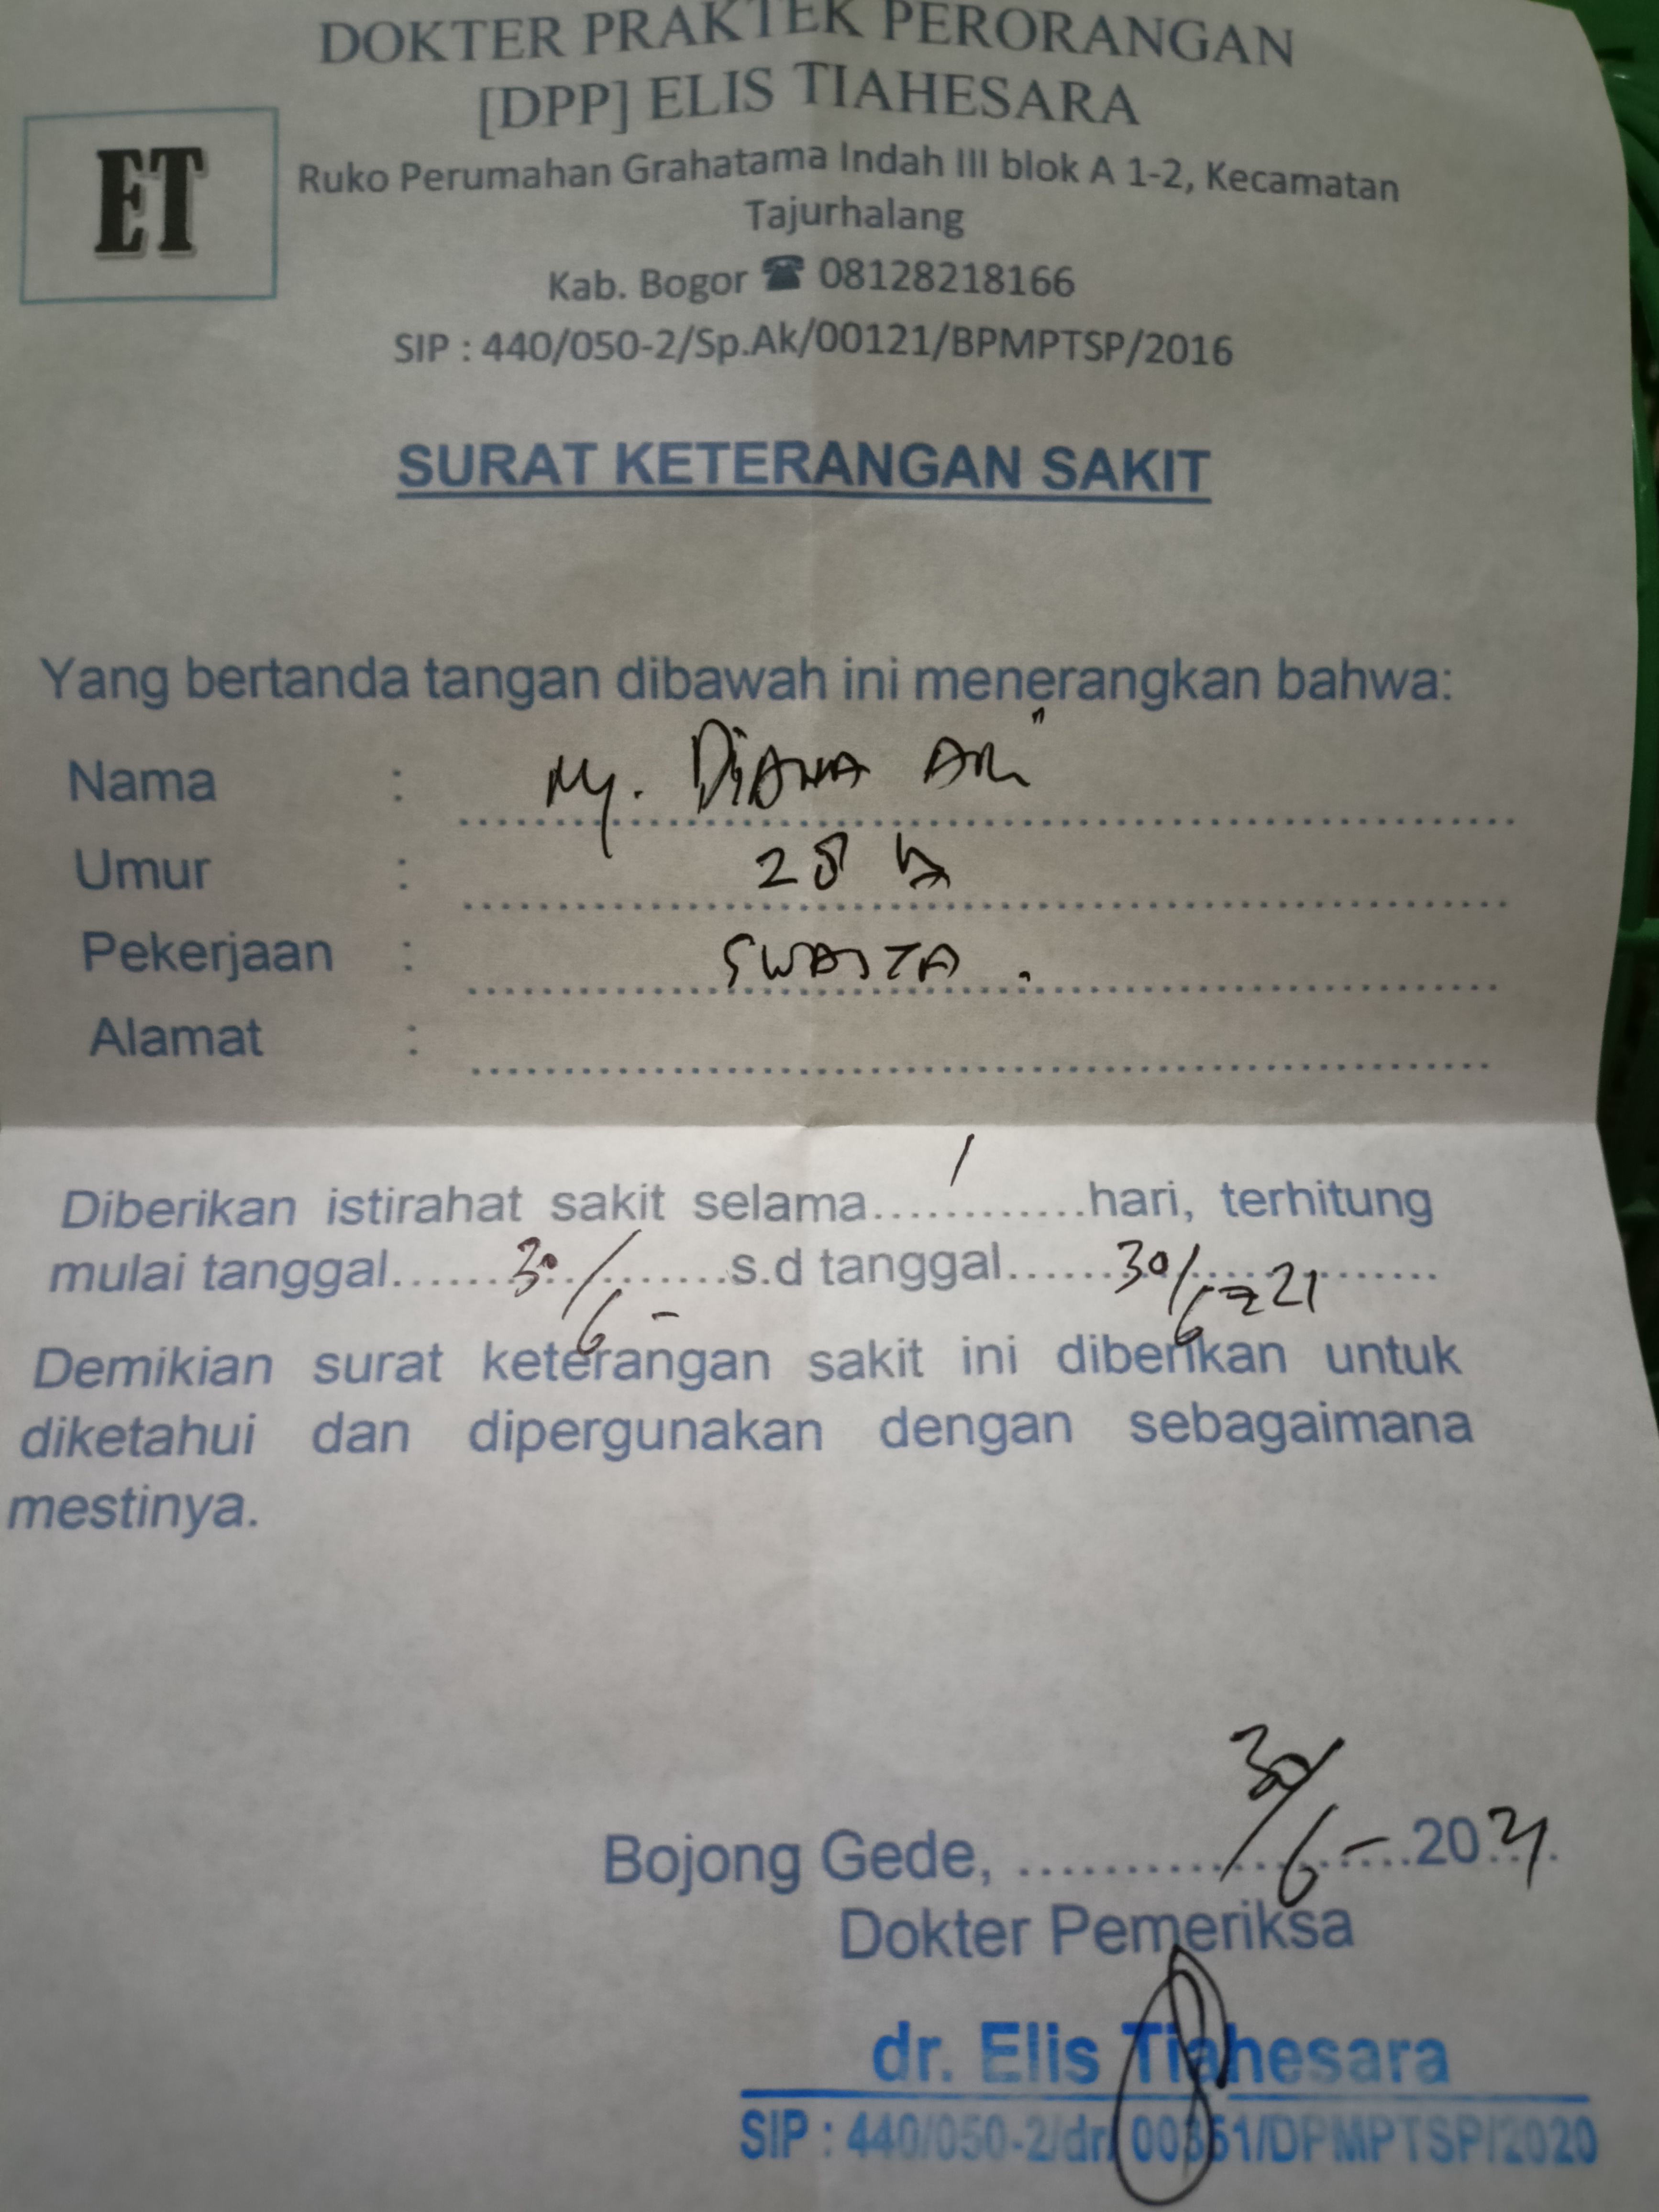 DOKTER PRAKTEK PERORANGAN
[DPP] ELIS TIAHESARA
ET
Ruko Perumahan Grahatama Indah III blok A 1-2, Kecamatan
Tajurhalang
Kab. Bogor ☎ 08128218166
SIP : 440/050-2/Sp.Ak/00121/BPMPTSP/2016
SURAT KETERANGAN SAKIT
Yang bertanda tangan dibawah ini menerangkan bahwa:
Nama : Ny. DIANA
Umur : 28
Pekerjaan : SWASTA .
Alamat :
Diberikan istirahat sakit selama 1 hari, terhitung
mulai tanggal 30/6 - s.d tanggal 30/6-21
Demikian surat keterangan sakit ini diberikan untuk
diketahui dan dipergunakan dengan sebagaimana
mestinya.
Bojong Gede, 30/6-2021
Dokter Pemeriksa
dr. Elis Tiahesara
SIP : 440/050-2/dr/00351/DPMPTSP/2020